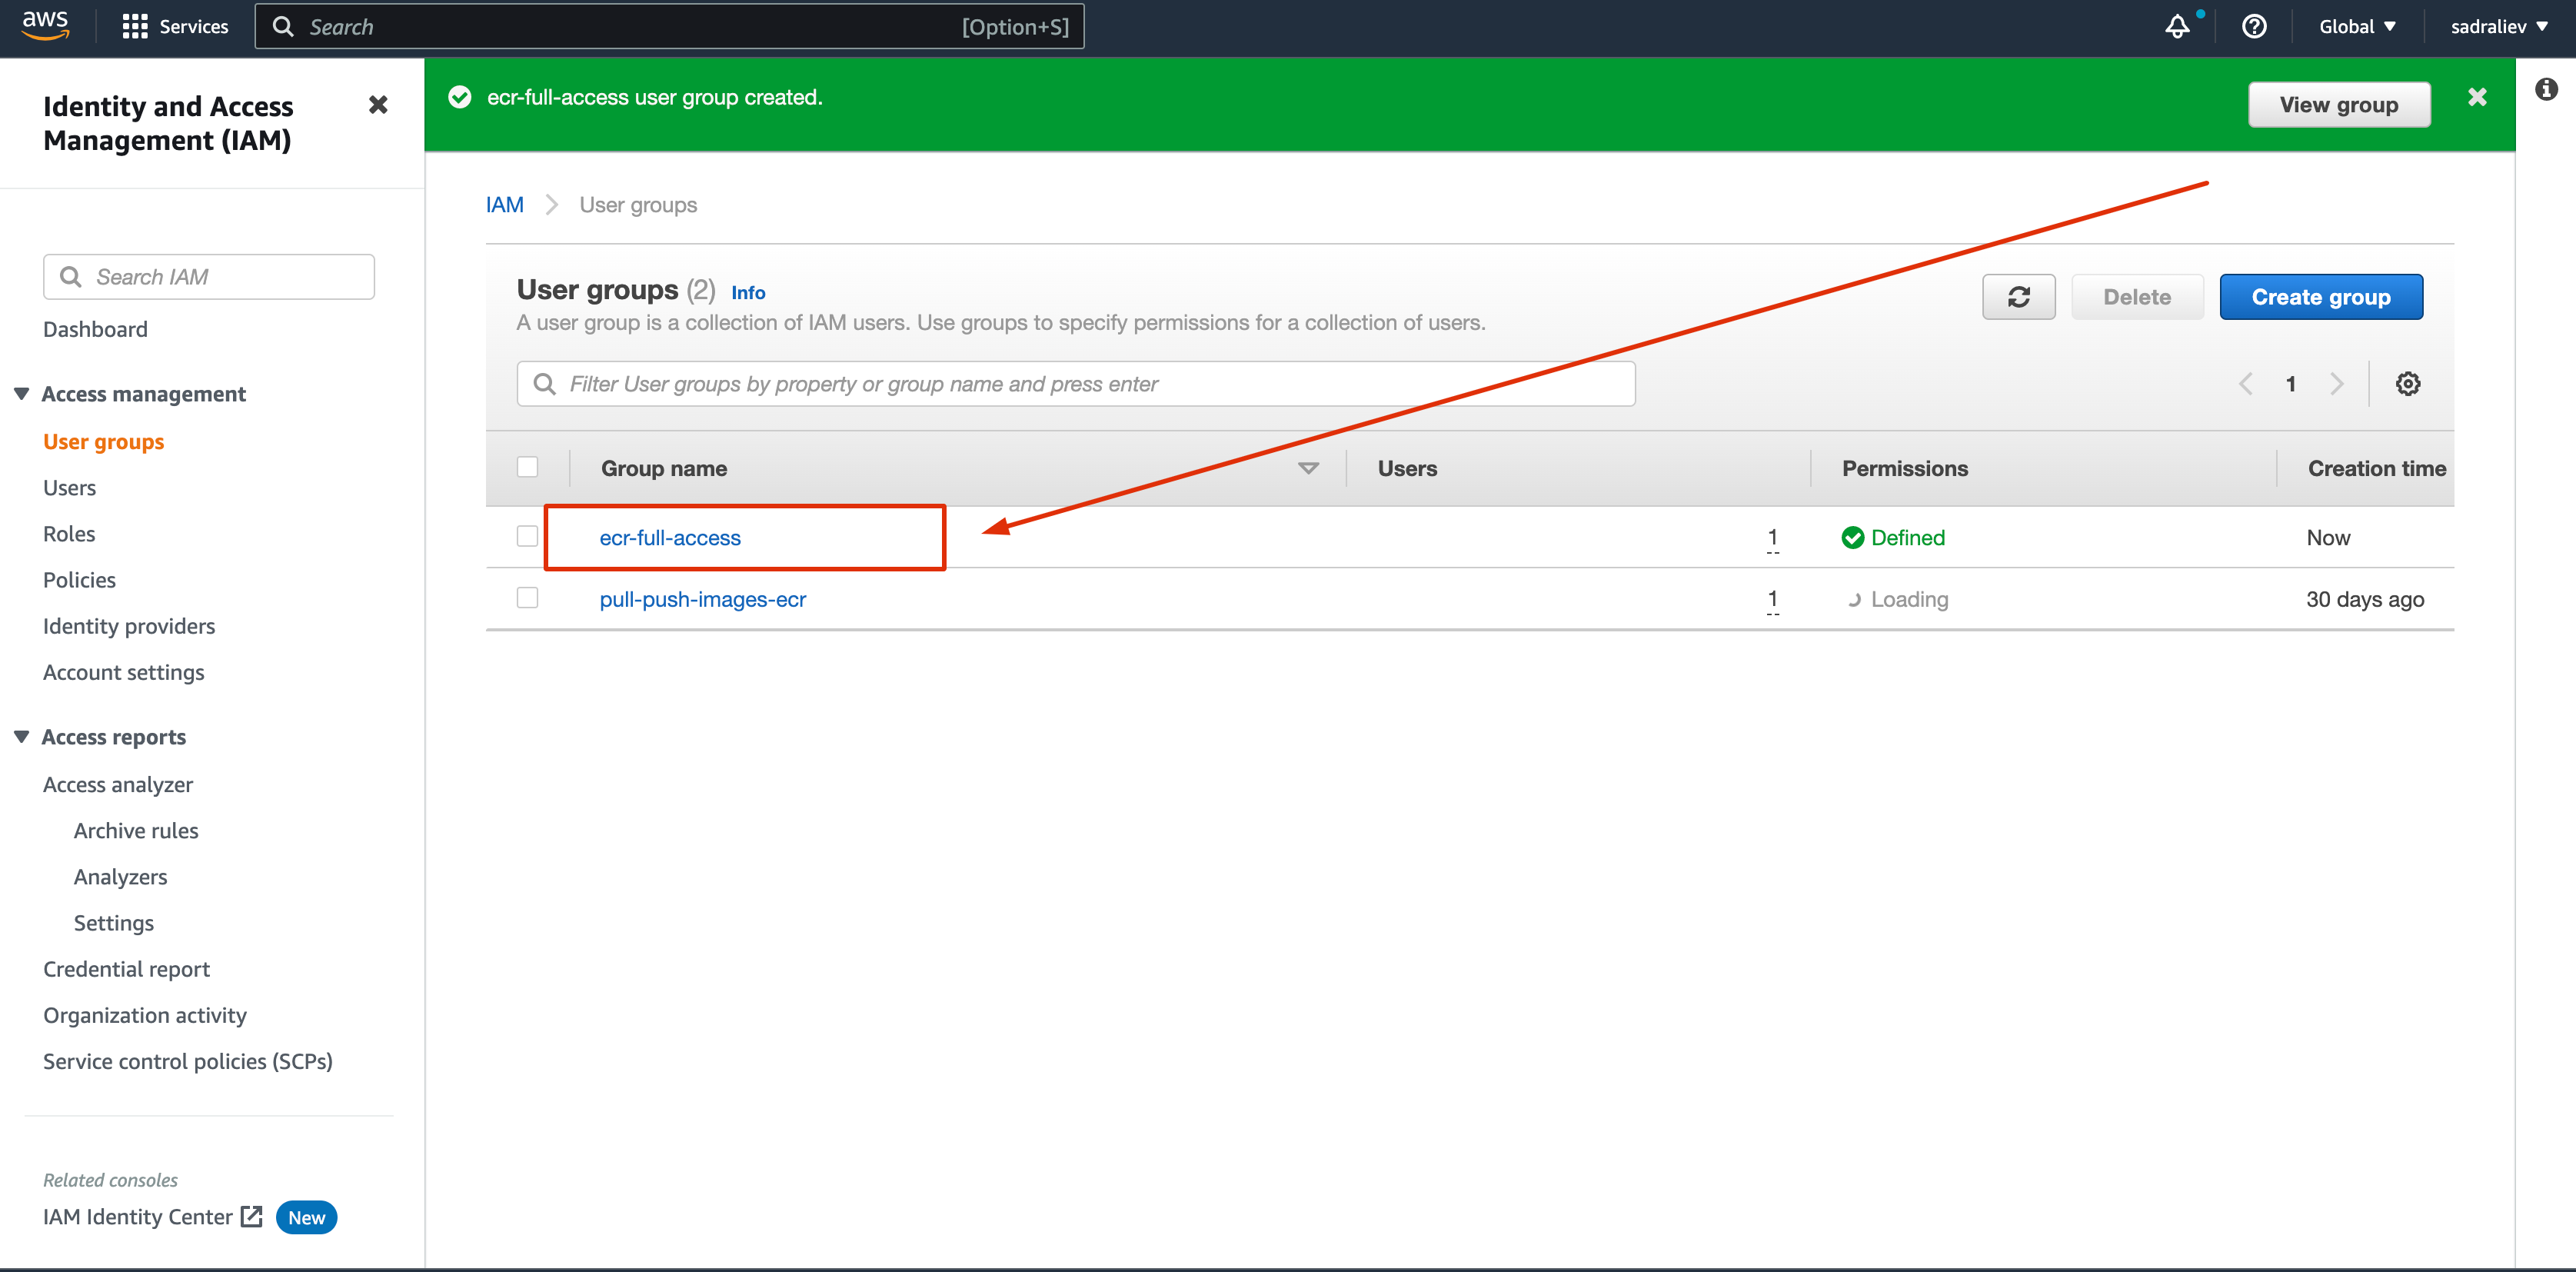 aws
Services
Search [Option+S]
Global
sadraliev
Identity and Access
Management (IAM)
Search IAM
Dashboard
Access management
User groups
Users
Roles
Policies
Identity providers
Account settings
Access reports
Access analyzer
Archive rules
Analyzers
Settings
Credential report
Organization activity
Service control policies (SCPs)
Related consoles
IAM Identity Center New
ecr-full-access user group created.
View group
IAM User groups
User groups (2) Info
A user group is a collection of IAM users. Use groups to specify permissions for a collection of users.
Delete
Create group
Filter User groups by property or group name and press enter
1
Group name Users Permissions Creation time
ecr-full-access 1 Defined Now
pull-push-images-ecr 1 Loading 30 days ago